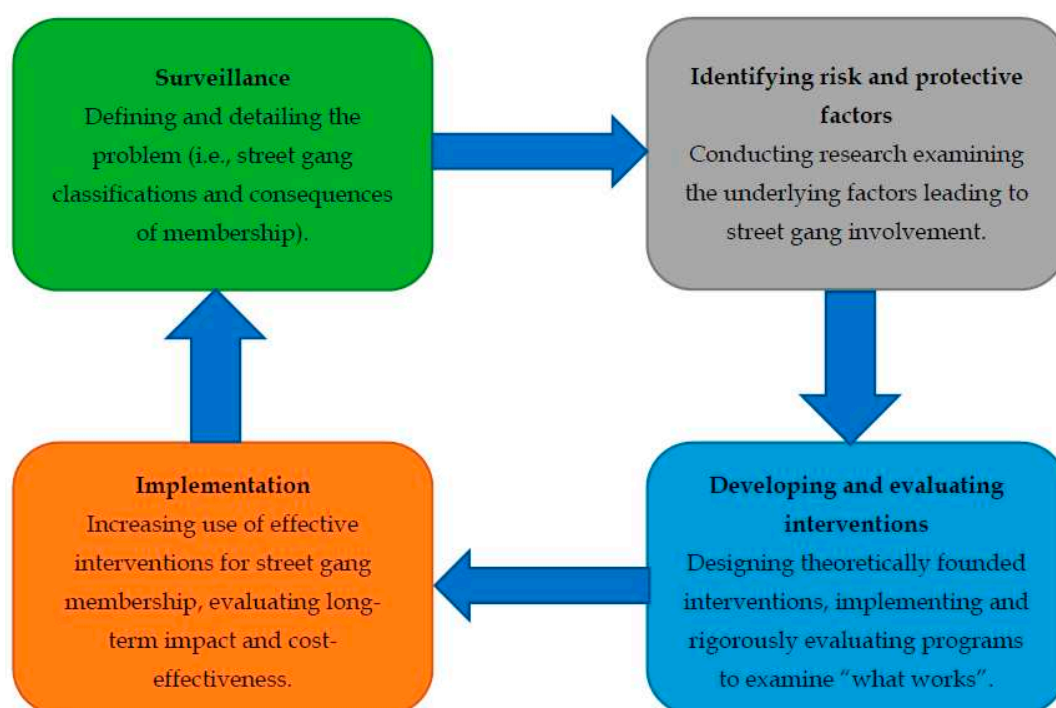 Surveillance
Defining and detailing the
problem (i.e., street gang
classifications and consequences
of membership).
Identifying risk and protective
factors
Conducting research examining
the underlying factors leading to
street gang involvement.
Developing and evaluating
interventions
Designing theoretically founded
interventions, implementing and
rigorously evaluating programs
to examine “what works”.
Implementation
Increasing use of effective
interventions for street gang
membership, evaluating long-
term impact and cost-
effectiveness.